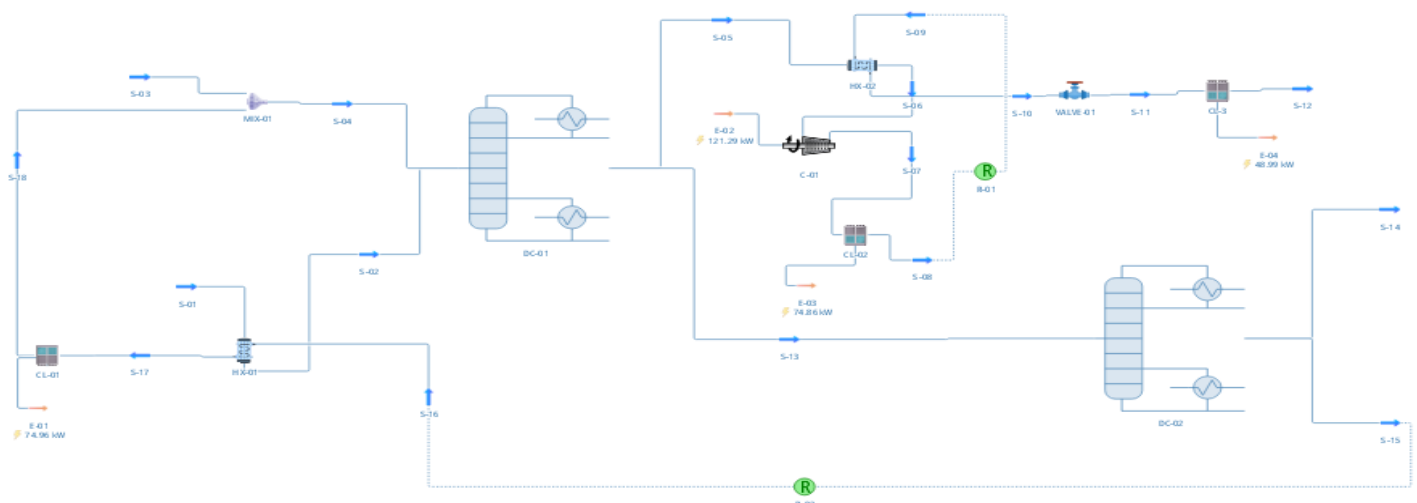 S-09
S-05
HX-02
S-03
S-06
CL-3
S-12
MIX-01
S-10
VALVE-01
S-11
S-04
E-02
121.29 kW
E-04
48.99 kW
C-01
S-07
S-18
R-01
S-14
DC-01
CL-02
S-02
S-08
S-01
E-03
74.86 kW
S-13
HX-01
CL-01
S-17
S-16
DC-02
E-01
74.96 kW
S-15
R
R